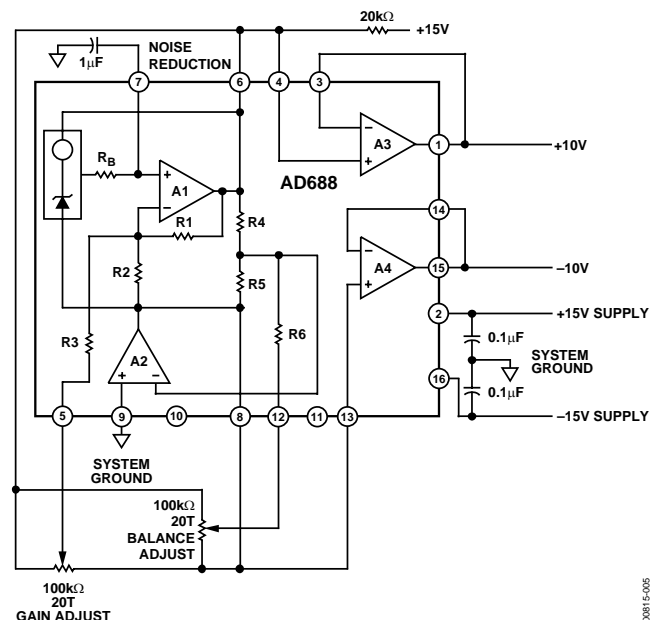 20kΩ
+15V
NOISE
REDUCTION
1µF
7
6
4
3
RB
A1
R1
R4
R2
R5
R3
R6
A2
A3
AD688
1
+10V
14
A4
15
–10V
2
+15V SUPPLY
0.1µF
SYSTEM
GROUND
0.1µF
16
–15V SUPPLY
5
9
10
8
12
11
13
SYSTEM
GROUND
100kΩ
20T
BALANCE
ADJUST
100kΩ
20T
GAIN ADJUST
00815-005
+
–
+
–
–
+
–
+